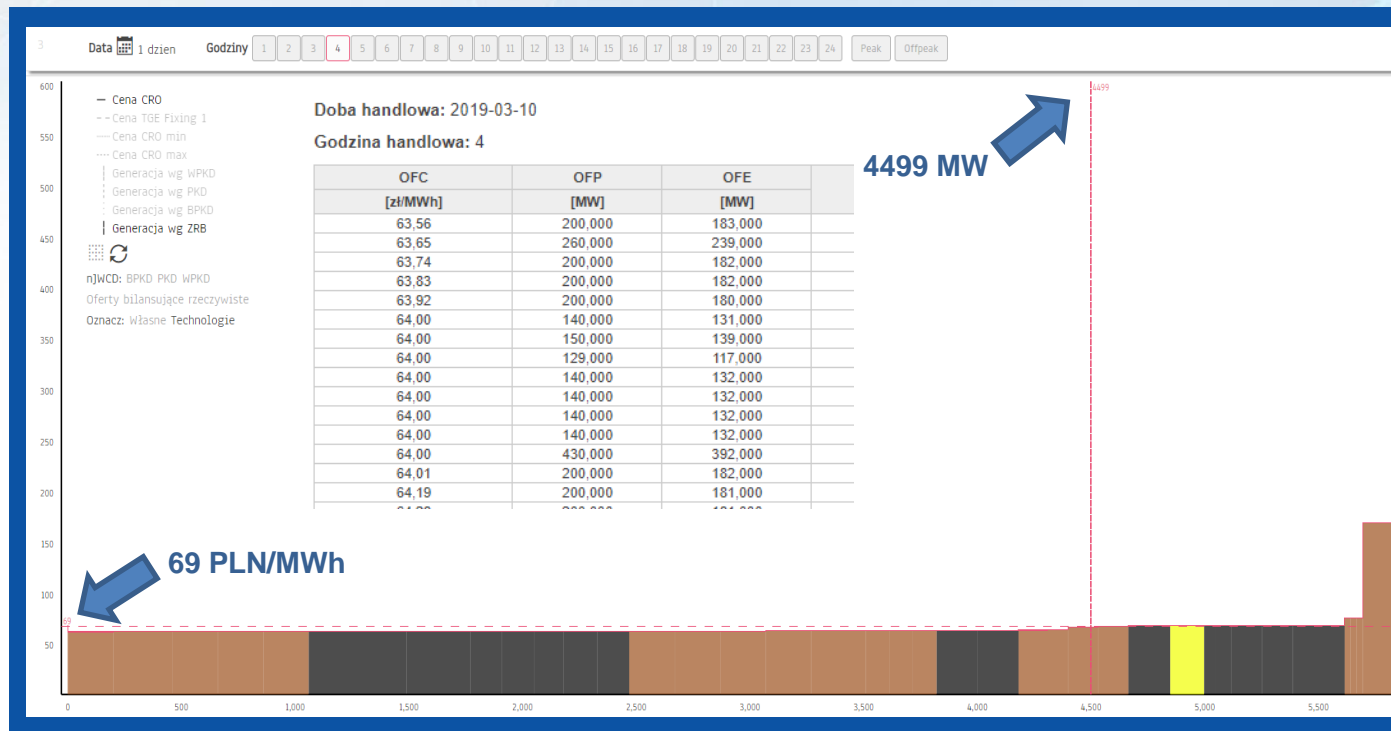 3 Data 1 dzien Godziny 1 2 3 4 5 6 7 8 9 10 11 12 13 14 15 16 17 18 19 20 21 22 23 24 Peak Offpeak
600
550
500
450
400
350
300
250
200
150
100
50
Cena CRO
Cena TGE Fixing 1
Cena CRO min
Cena CRO max
Generacja wg WPKD
Generacja wg PKD
Generacja wg BPKD
Generacja wg ZRB
n]WCD: BPKD PKD WPKD
Oferty bilansujące rzeczywiste
Oznacz: Własne Technologie
Doba handlowa: 2019-03-10
Godzina handlowa: 4
OFC OFP OFE
[zł/MWh] [MW] [MW]
63,56 200,000 183,000
63,65 260,000 239,000
63,74 200,000 182,000
63,83 200,000 182,000
63,92 200,000 180,000
64,00 140,000 131,000
64,00 150,000 139,000
64,00 129,000 117,000
64,00 140,000 132,000
64,00 140,000 132,000
64,00 140,000 132,000
64,00 140,000 132,000
64,00 430,000 392,000
64,01 200,000 182,000
64,19 200,000 181,000
4499
4499 MW
69 PLN/MWh
69
0 500 1,000 1,500 2,000 2,500 3,000 3,500 4,000 4,500 5,000 5,500